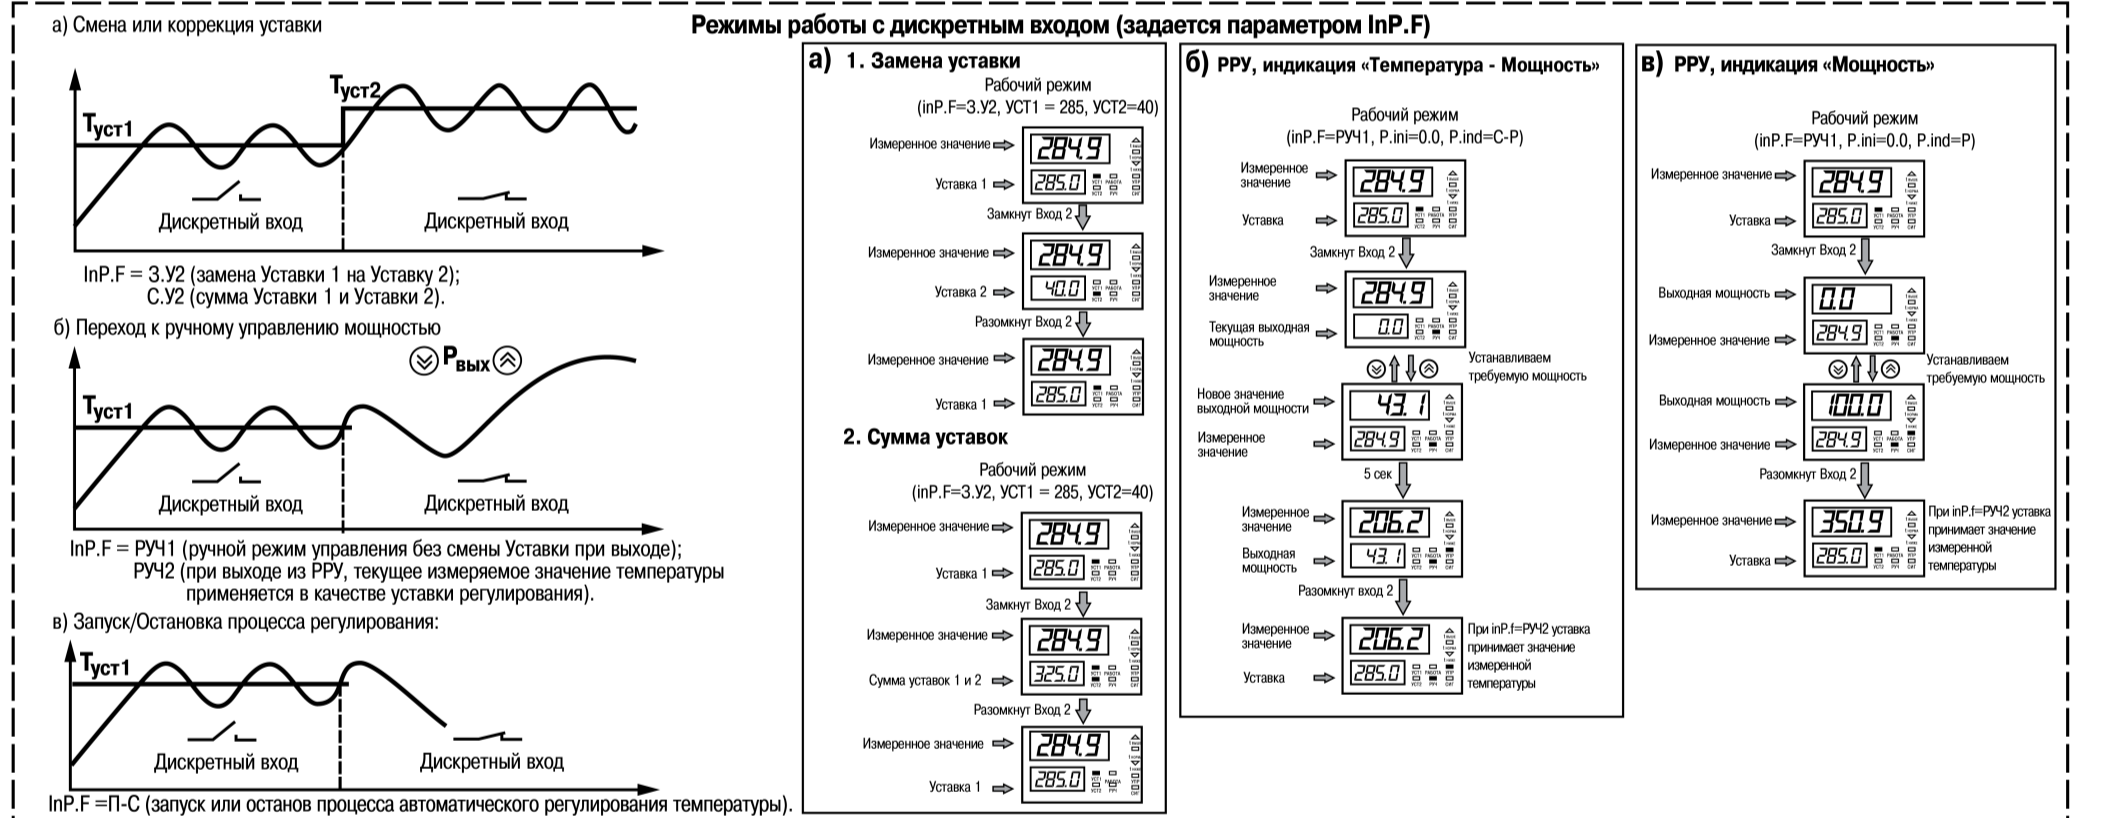 Режимы работы с дискретным входом (задается параметром InP.F)
а) Смена или коррекция уставки
Туст1
Туст2
Дискретный вход
Дискретный вход
InP.F = З.У2 (замена Уставки 1 на Уставку 2);
С.У2 (сумма Уставки 1 и Уставки 2).
б) Переход к ручному управлению мощностью
Рвых
Туст1
Дискретный вход
Дискретный вход
InP.F = РУЧ1 (ручной режим управления без смены Уставки при выходе);
РУЧ2 (при выходе из РРУ, текущее измеряемое значение температуры
применяется в качестве уставки регулирования).
в) Запуск/Остановка процесса регулирования:
Туст1
Дискретный вход
Дискретный вход
InP.F =П-С (запуск или останов процесса автоматического регулирования температуры).
а) 1. Замена уставки
Рабочий режим
(inP.F=З.У2, УСТ1 = 285, УСТ2=40)
Измеренное значение
284.9
Уставка 1
285.0
Замкнут Вход 2
Измеренное значение
284.9
Уставка 2
40.0
Разомкнут Вход 2
Измеренное значение
284.9
Уставка 1
285.0
2. Сумма уставок
Рабочий режим
(inP.F=З.У2, УСТ1 = 285, УСТ2=40)
Измеренное значение
284.9
Уставка 1
285.0
Замкнут Вход 2
Измеренное значение
284.9
Сумма уставок 1 и 2
325.0
Разомкнут Вход 2
Измеренное значение
284.9
Уставка 1
285.0
б) РРУ, индикация «Температура - Мощность»
Рабочий режим
(inP.F=РУЧ1, P.ini=0.0, P.ind=C-P)
Измеренное
значение
284.9
Уставка
285.0
Замкнут Вход 2
Измеренное
значение
284.9
Текущая выходная
мощность
0.0
Устанавливаем
требуемую мощность
Новое значение
выходной мощности
43.1
Измеренное
значение
284.9
5 сек
Измеренное
значение
206.2
Выходная
мощность
43.1
Разомкнут вход 2
Измеренное
значение
206.2
Уставка
285.0
При inP.f=РУЧ2 уставка
принимает значение
измеренной
температуры
в) РРУ, индикация «Мощность»
Рабочий режим
(inP.F=РУЧ1, P.ini=0.0, P.ind=P)
Измеренное значение
284.9
Уставка
285.0
Замкнут Вход 2
Выходная мощность
0.0
Измеренное значение
284.9
Устанавливаем
требуемую мощность
Выходная мощность
100.0
Измеренное значение
284.9
Разомкнут Вход 2
Измеренное значение
350.9
Уставка
285.0
При inP.f=РУЧ2 уставка
принимает значение
измеренной
температуры